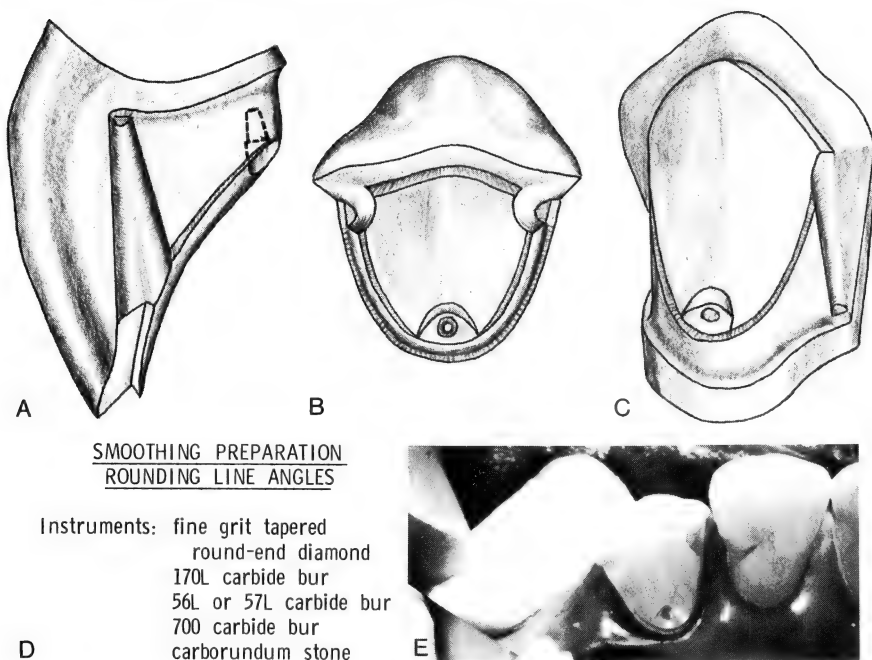 A
B
C
SMOOTHING PREPARATION
ROUNDING LINE ANGLES
Instruments: fine grit tapered
round-end diamond
170L carbide bur
56L or 57L carbide bur
700 carbide bur
carborundum stone
D
E